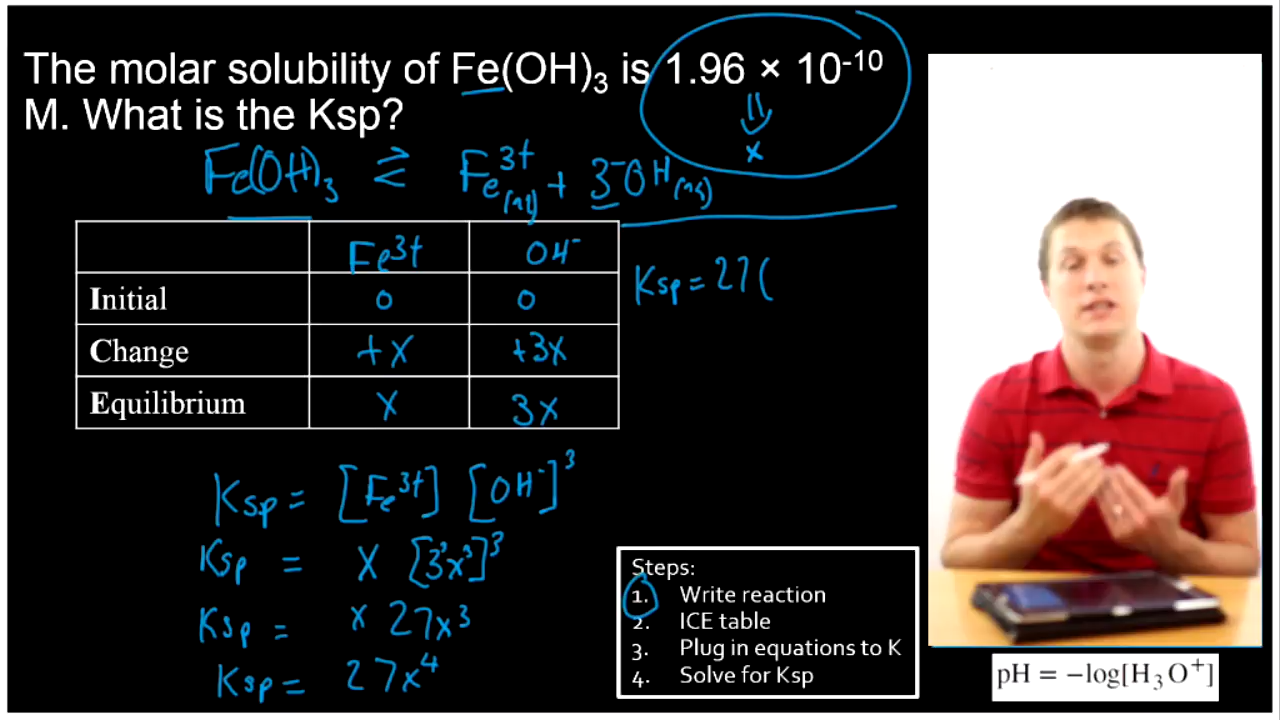 The molar solubility of Fe(OH)₃ is 1.96 × 10⁻¹⁰
M. What is the Ksp?
x
Fe(OH)₃ ⇄ Fe³⁺(aq) + 3⁻OH(aq)
Fe³⁺ OH⁻
Initial 0 0
Change +x +3x
Equilibrium x 3x
Ksp = 27(
Ksp = [Fe³⁺] [OH⁻]³
Ksp = x [3³x³]³
Ksp = x 27x³
Ksp = 27x⁴
Steps:
1. Write reaction
2. ICE table
3. Plug in equations to K
4. Solve for Ksp
pH = −log[H₃O⁺]